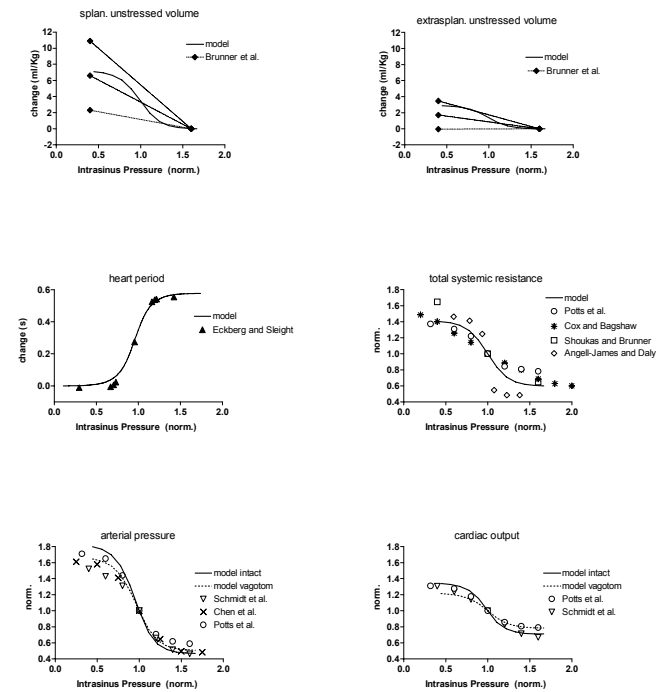 splan. unstressed volume
12
10
8
6
4
2
0
-2
change (ml/Kg)
0.0 0.5 1.0 1.5 2.0
Intrasinus Pressure (norm.)
model
Brunner et al.
extrasplan. unstressed volume
12
10
8
6
4
2
0
-2
change (ml/Kg)
0.0 0.5 1.0 1.5 2.0
Intrasinus Pressure (norm.)
model
Brunner et al.
heart period
0.6
0.4
0.2
0.0
change (s)
0.0 0.5 1.0 1.5 2.0
Intrasinus Pressure (norm.)
model
Eckberg and Sleight
total systemic resistance
1.8
1.6
1.4
1.2
1.0
0.8
0.6
0.4
norm.
0.0 0.5 1.0 1.5 2.0
Intrasinus Pressure (norm.)
model
Potts et al.
Cox and Bagshaw
Shoukas and Brunner
Angell-James and Daly
arterial pressure
1.8
1.6
1.4
1.2
1.0
0.8
0.6
0.4
norm.
0.0 0.5 1.0 1.5 2.0
Intrasinus Pressure (norm.)
model intact
model vagotom
Schmidt et al.
Chen et al.
Potts et al.
cardiac output
1.8
1.6
1.4
1.2
1.0
0.8
0.6
0.4
norm.
0.0 0.5 1.0 1.5 2.0
Intrasinus Pressure (norm.)
model intact
model vagotom
Potts et al.
Schmidt et al.